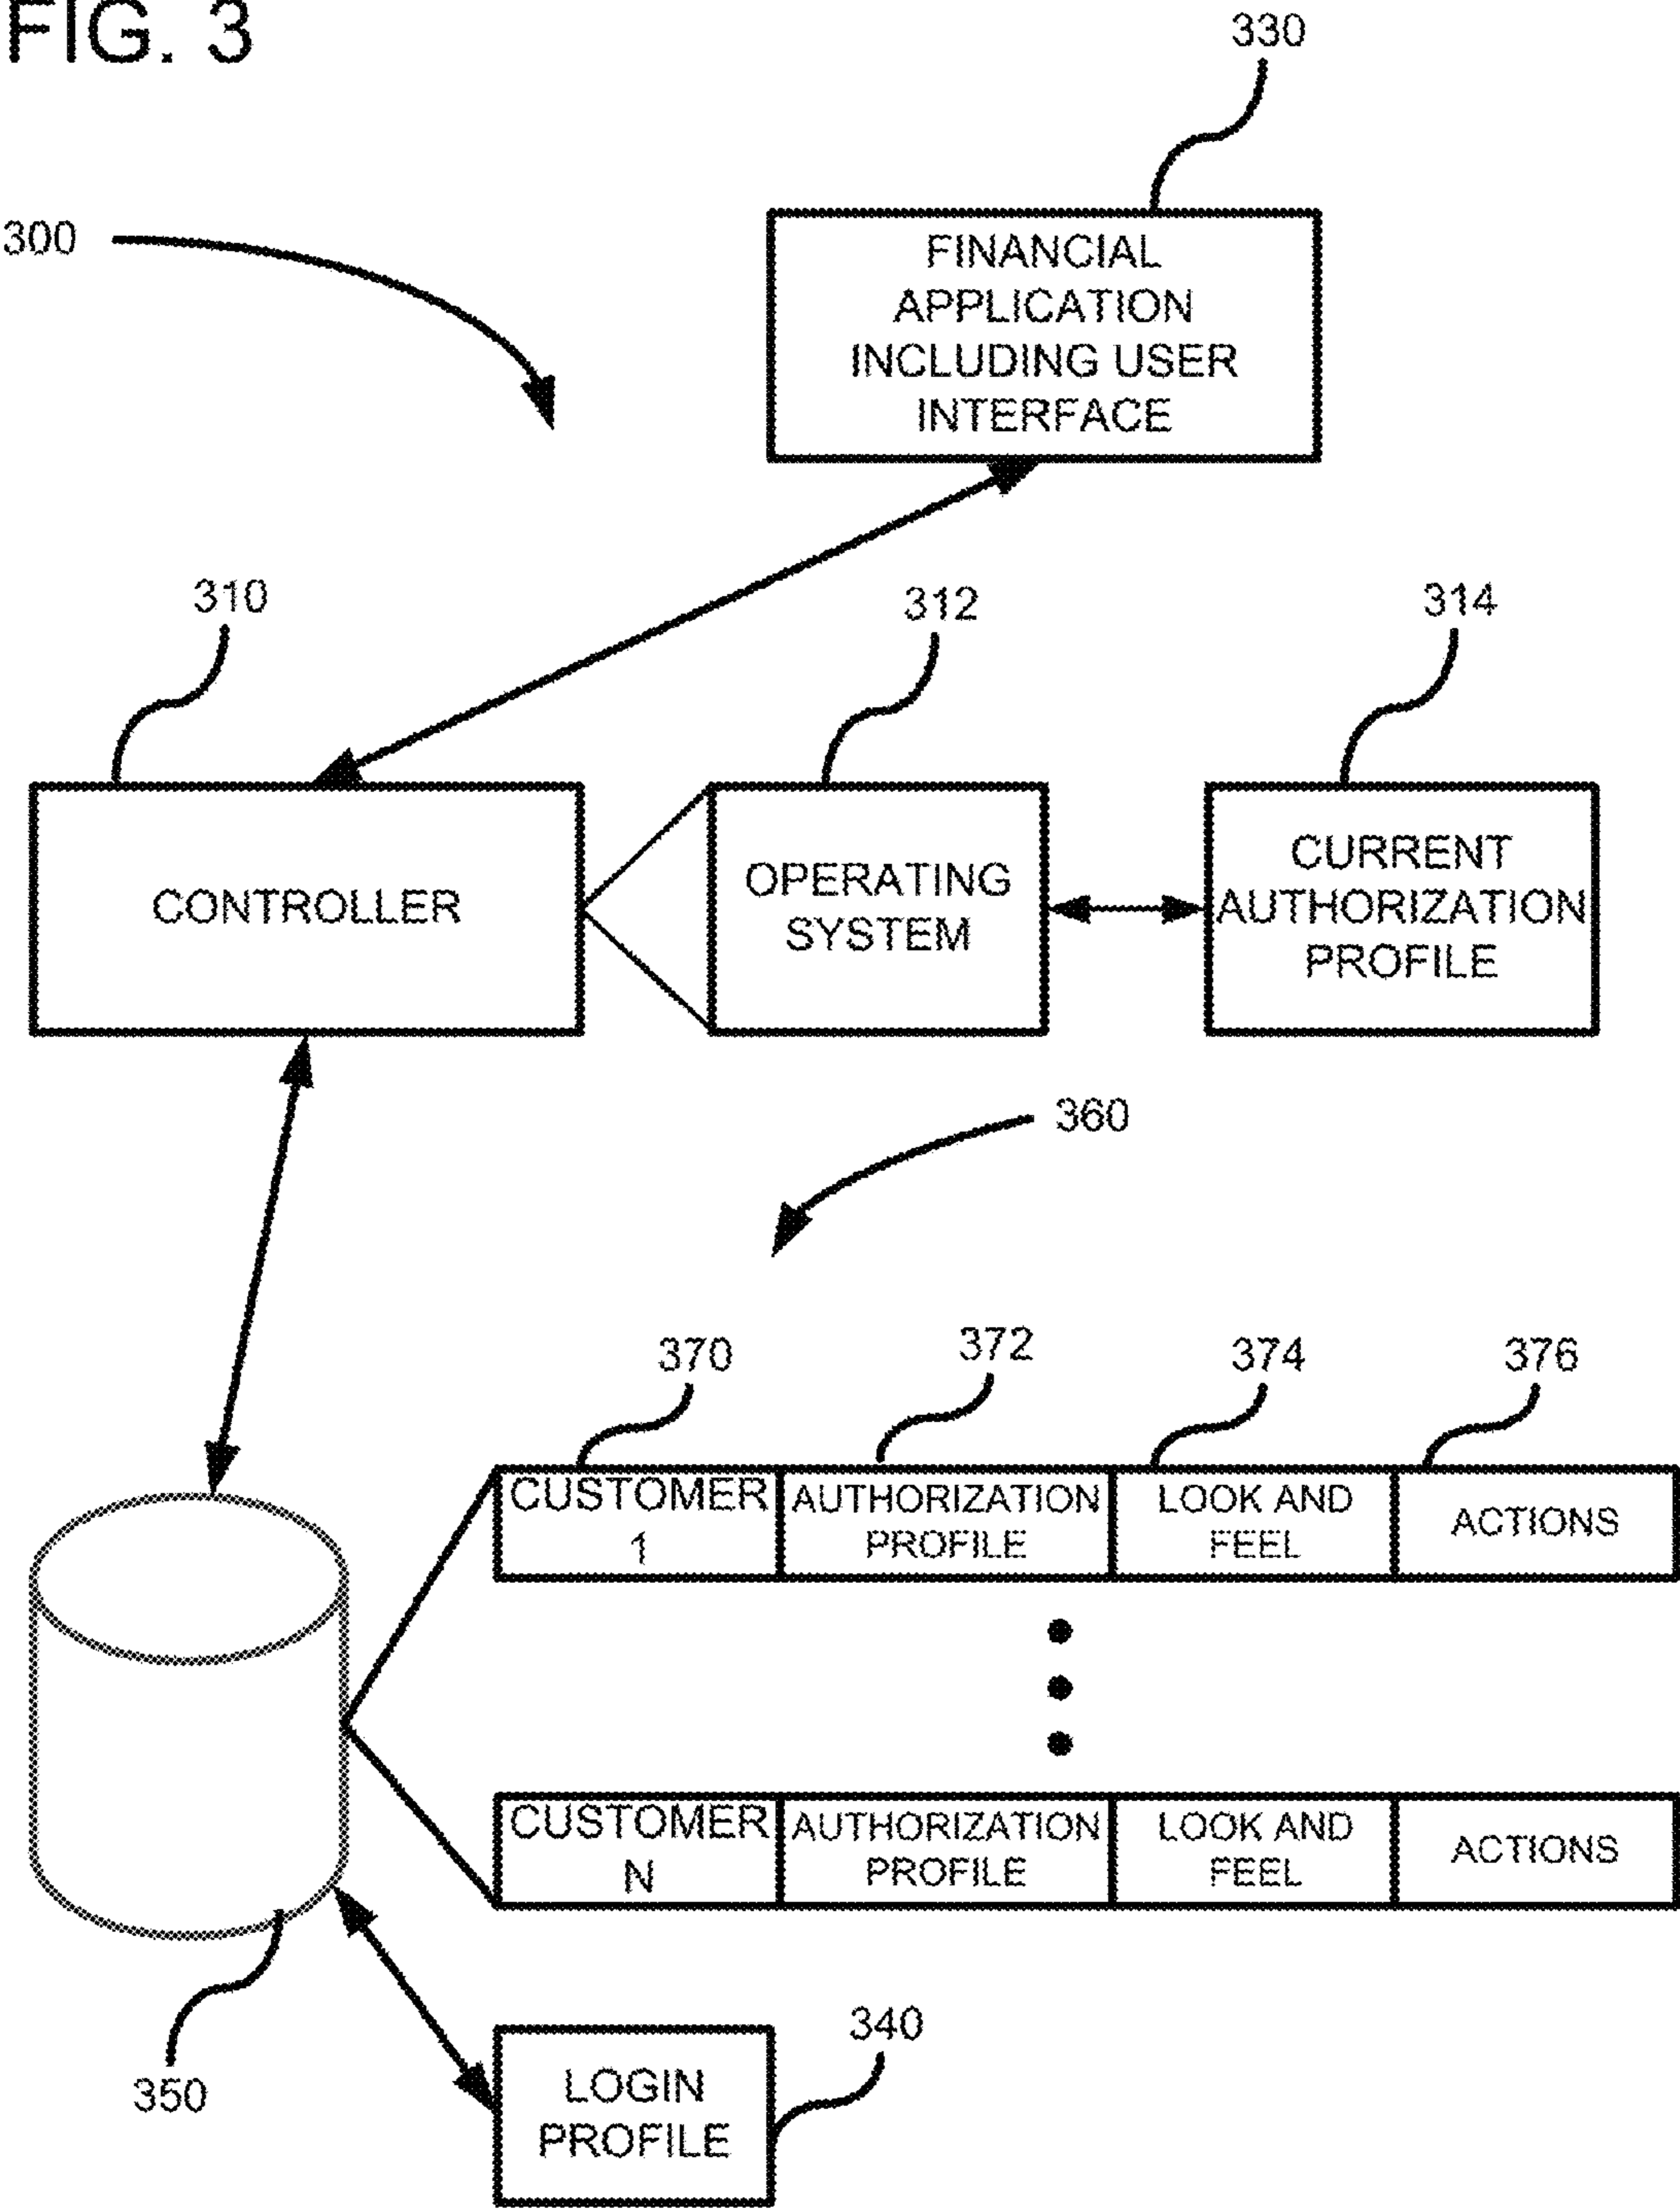 FIG. 3
330
300
FINANCIAL
APPLICATION
INCLUDING USER
INTERFACE
310
312
314
CONTROLLER
OPERATING
SYSTEM
CURRENT
AUTHORIZATION
PROFILE
360
370
372
374
376
CUSTOMER
1
AUTHORIZATION
PROFILE
LOOK AND
FEEL
ACTIONS
CUSTOMER
N
AUTHORIZATION
PROFILE
LOOK AND
FEEL
ACTIONS
350
340
LOGIN
PROFILE